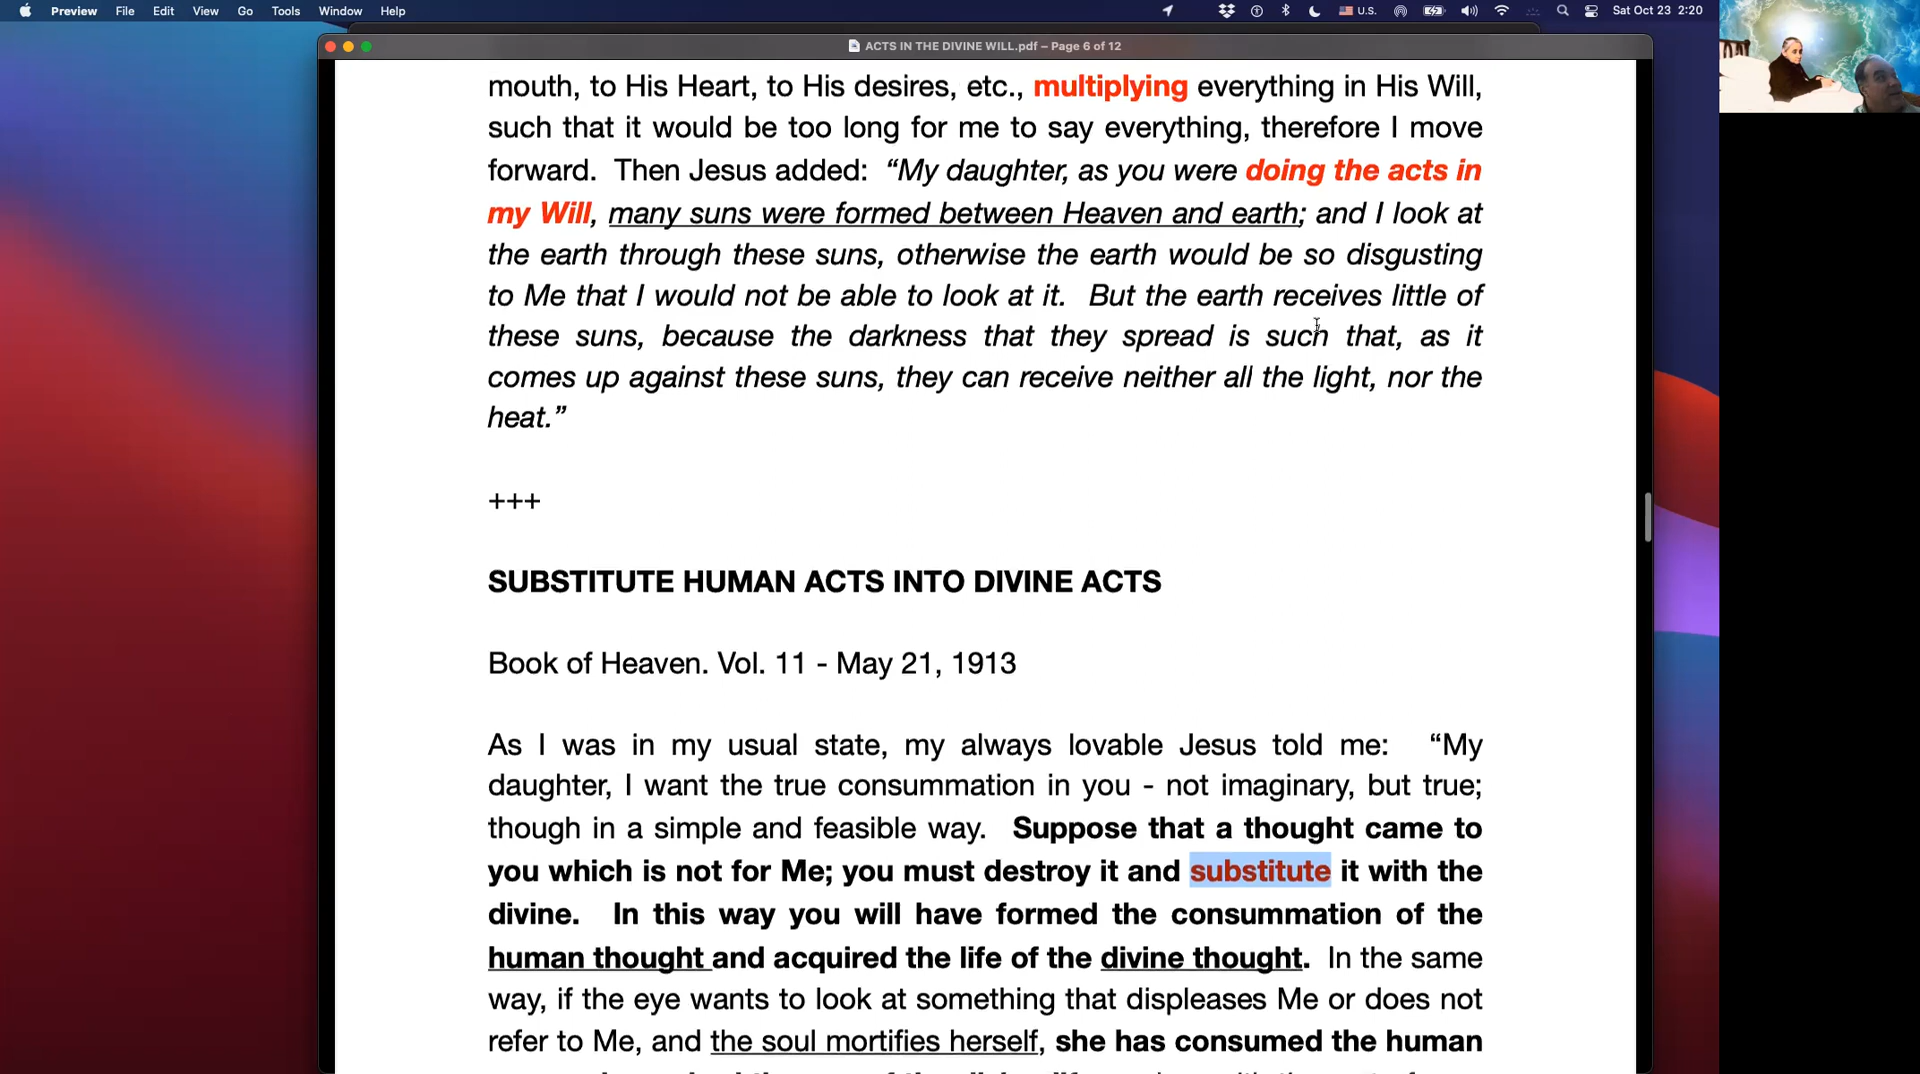 Preview File Edit View Go Tools Window Help U.S. Sat Oct 23 2:20
ACTS IN THE DIVINE WILL.pdf – Page 6 of 12
mouth, to His Heart, to His desires, etc., multiplying everything in His Will,
such that it would be too long for me to say everything, therefore I move
forward. Then Jesus added: “My daughter, as you were doing the acts in
my Will, many suns were formed between Heaven and earth; and I look at
the earth through these suns, otherwise the earth would be so disgusting
to Me that I would not be able to look at it. But the earth receives little of
these suns, because the darkness that they spread is such that, as it
comes up against these suns, they can receive neither all the light, nor the
heat.”
+++
SUBSTITUTE HUMAN ACTS INTO DIVINE ACTS
Book of Heaven. Vol. 11 - May 21, 1913
As I was in my usual state, my always lovable Jesus told me: “My
daughter, I want the true consummation in you - not imaginary, but true;
though in a simple and feasible way. Suppose that a thought came to
you which is not for Me; you must destroy it and substitute it with the
divine. In this way you will have formed the consummation of the
human thought and acquired the life of the divine thought. In the same
way, if the eye wants to look at something that displeases Me or does not
refer to Me, and the soul mortifies herself, she has consumed the human